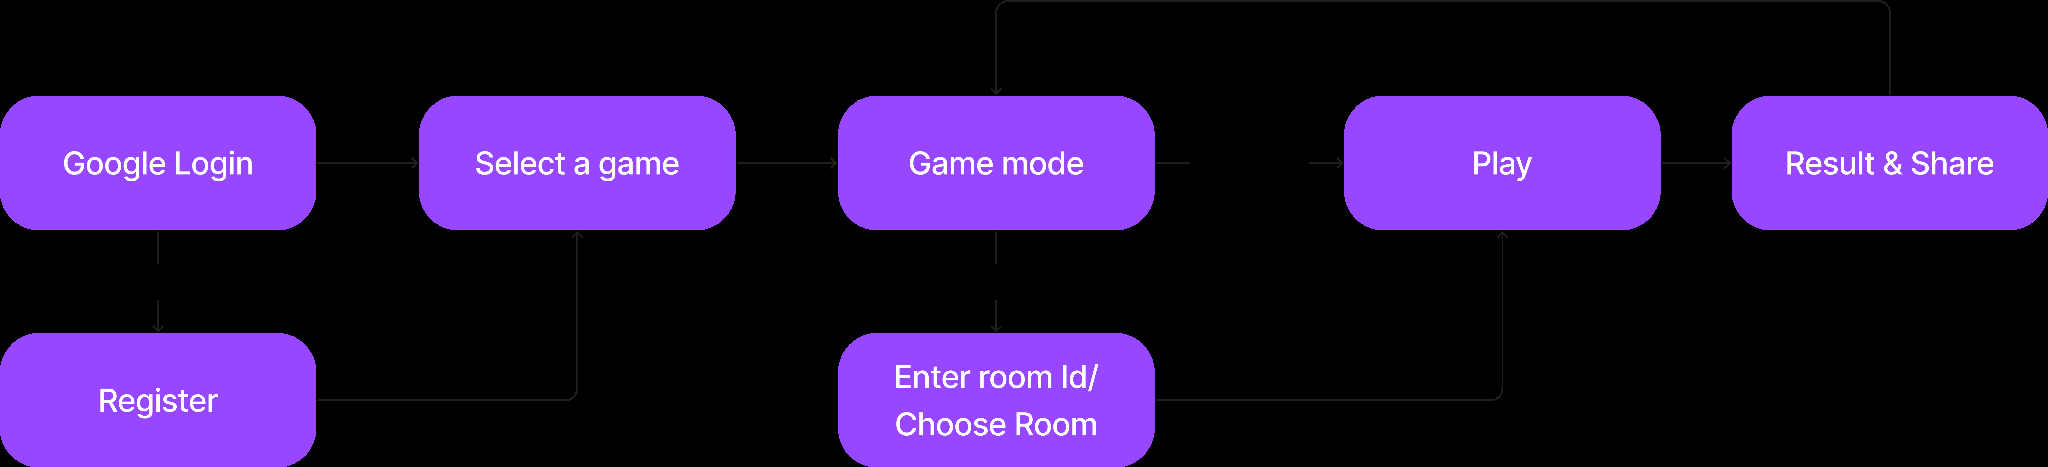 Google Login
Select a game
Game mode
Play
Result & Share
Register
Enter room Id/
Choose Room